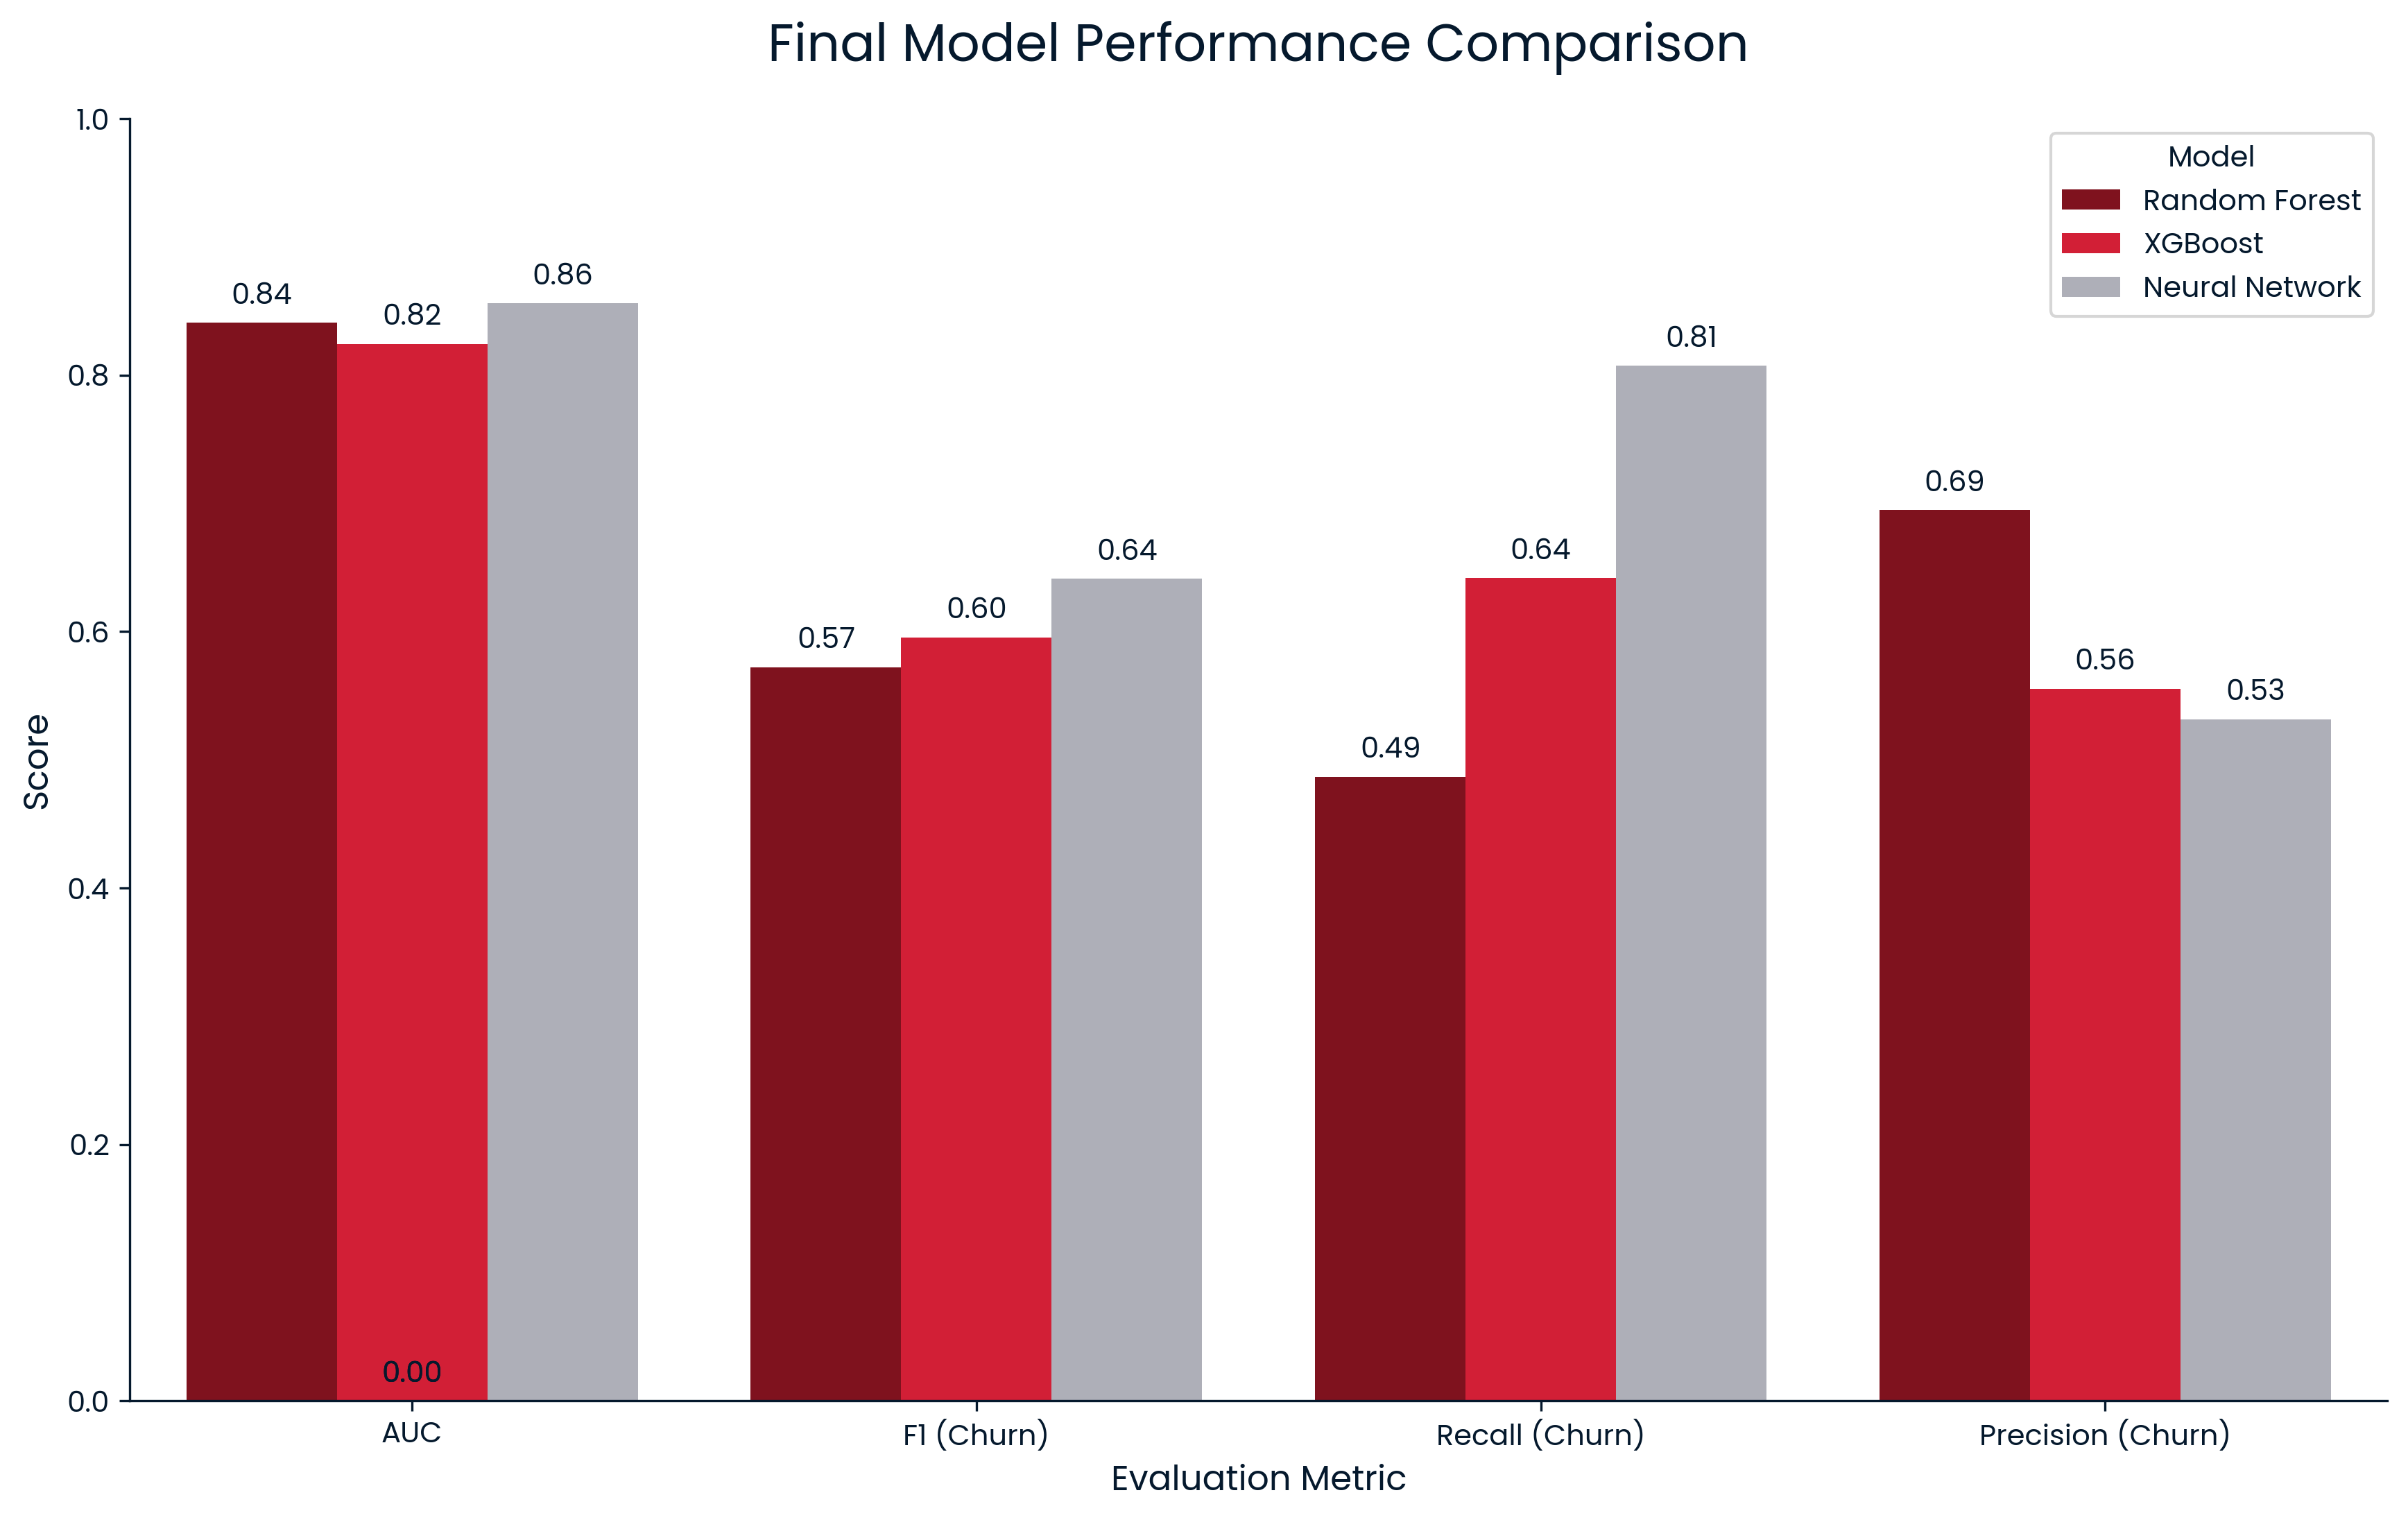 Final Model Performance Comparison
Model
Random Forest
XGBoost
Neural Network
Score
1.0
0.8
0.6
0.4
0.2
0.0
0.84
0.82
0.86
0.00
0.57
0.60
0.64
0.49
0.64
0.81
0.69
0.56
0.53
AUC
F1 (Churn)
Recall (Churn)
Precision (Churn)
Evaluation Metric